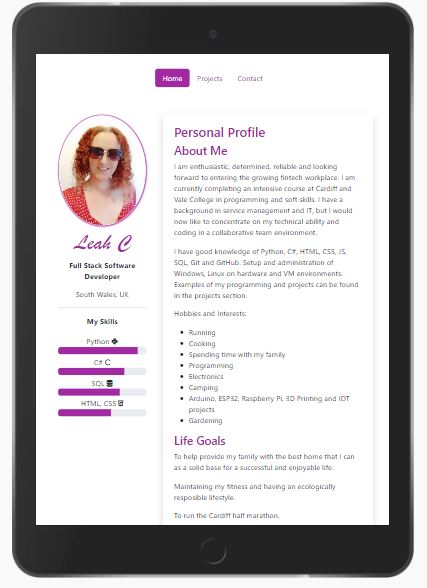 Home Projects Contact
Leah C
Full Stack Software
Developer
South Wales, UK
My Skills
Python
C#
SQL
HTML, CSS
Personal Profile
About Me
I am enthusiastic, determined, reliable and looking
forward to entering the growing fintech workplace. I am
currently completing an intensive course at Cardiff and
Vale College in programming and soft skills. I have a
background in service management and IT, but I would
now like to concentrate on my technical ability and
coding in a collaborative team environment.
I have good knowledge of Python, C#, HTML, CSS, JS,
SQL, Git and GitHub. Setup and administration of
Windows, Linux on hardware and VM environments.
Examples of my programming and projects can be found
in the projects section.
Hobbies and Interests:
Running
Cooking
Spending time with my family
Programming
Electronics
Camping
Arduino, ESP32, Raspberry Pi, 3D Printing and IOT
projects
Gardening
Life Goals
To help provide my family with the best home that I can
as a solid base for a successful and enjoyable life.
Maintaining my fitness and having an ecologically
resposible lifestyle.
To run the Cardiff half marathon.